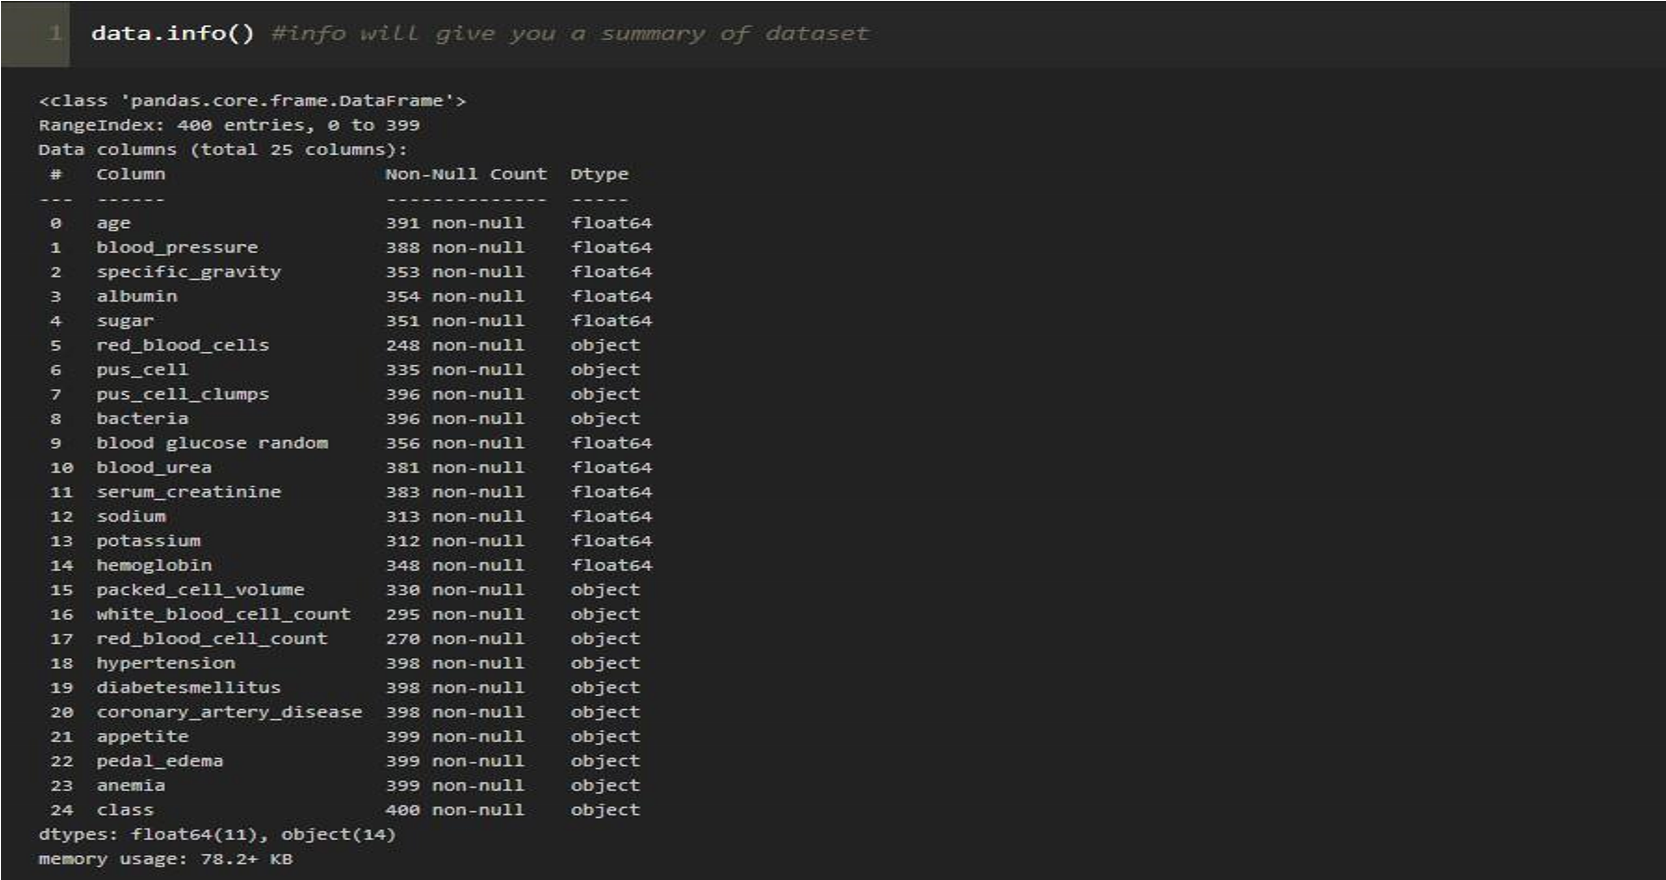 1 data.info() #info will give you a summary of dataset
<class 'pandas.core.frame.DataFrame'>
RangeIndex: 400 entries, 0 to 399
Data columns (total 25 columns):
 #   Column                   Non-Null Count  Dtype
---  ------                   --------------  -----
 0   age                      391 non-null    float64
 1   blood_pressure           388 non-null    float64
 2   specific_gravity         353 non-null    float64
 3   albumin                  354 non-null    float64
 4   sugar                    351 non-null    float64
 5   red_blood_cells          248 non-null    object
 6   pus_cell                 335 non-null    object
 7   pus_cell_clumps          396 non-null    object
 8   bacteria                 396 non-null    object
 9   blood glucose random     356 non-null    float64
 10  blood_urea               381 non-null    float64
 11  serum_creatinine         383 non-null    float64
 12  sodium                   313 non-null    float64
 13  potassium                312 non-null    float64
 14  hemoglobin               348 non-null    float64
 15  packed_cell_volume       330 non-null    object
 16  white_blood_cell_count   295 non-null    object
 17  red_blood_cell_count     270 non-null    object
 18  hypertension             398 non-null    object
 19  diabetesmellitus         398 non-null    object
 20  coronary_artery_disease  398 non-null    object
 21  appetite                 399 non-null    object
 22  pedal_edema              399 non-null    object
 23  anemia                   399 non-null    object
 24  class                    400 non-null    object
dtypes: float64(11), object(14)
memory usage: 78.2+ KB